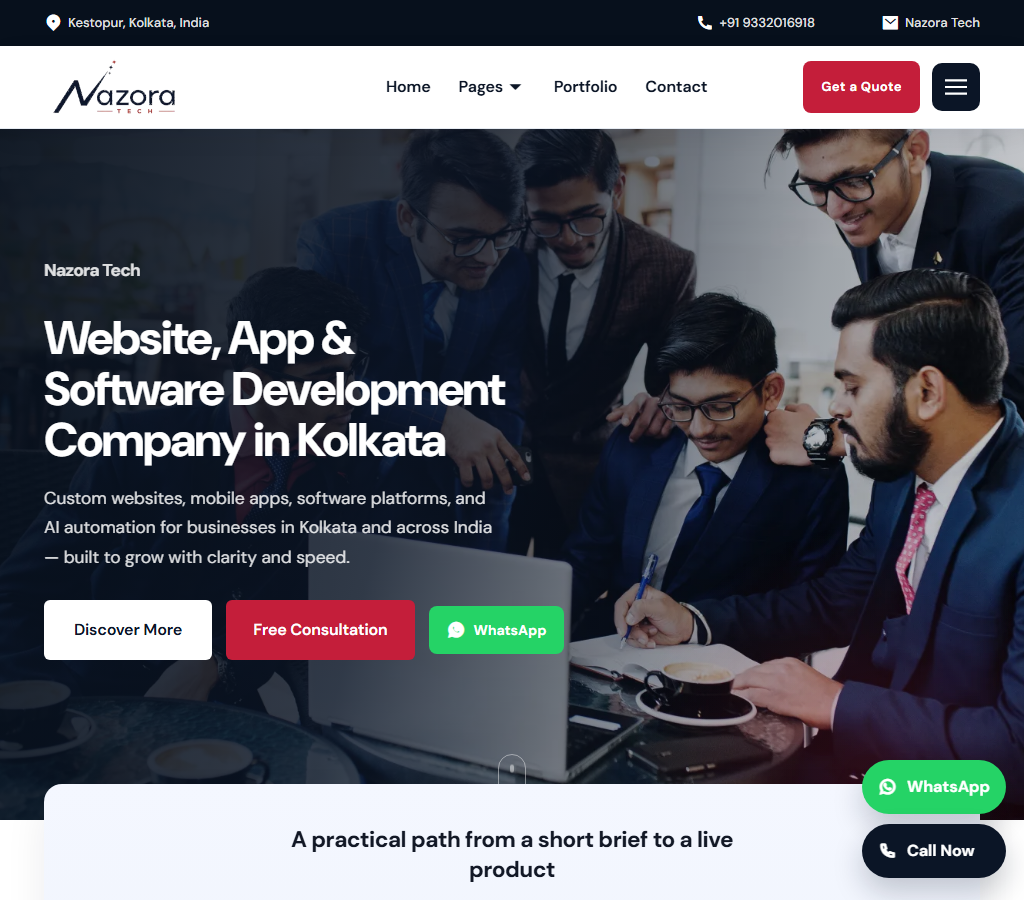 Kestopur, Kolkata, India
+91 9332016918
Nazora Tech
Nazora
TECH
Home
Pages
Portfolio
Contact
Get a Quote
Nazora Tech
Website, App &
Software Development
Company in Kolkata
Custom websites, mobile apps, software platforms, and
AI automation for businesses in Kolkata and across India
— built to grow with clarity and speed.
Discover More
Free Consultation
WhatsApp
WhatsApp
A practical path from a short brief to a live
product
Call Now